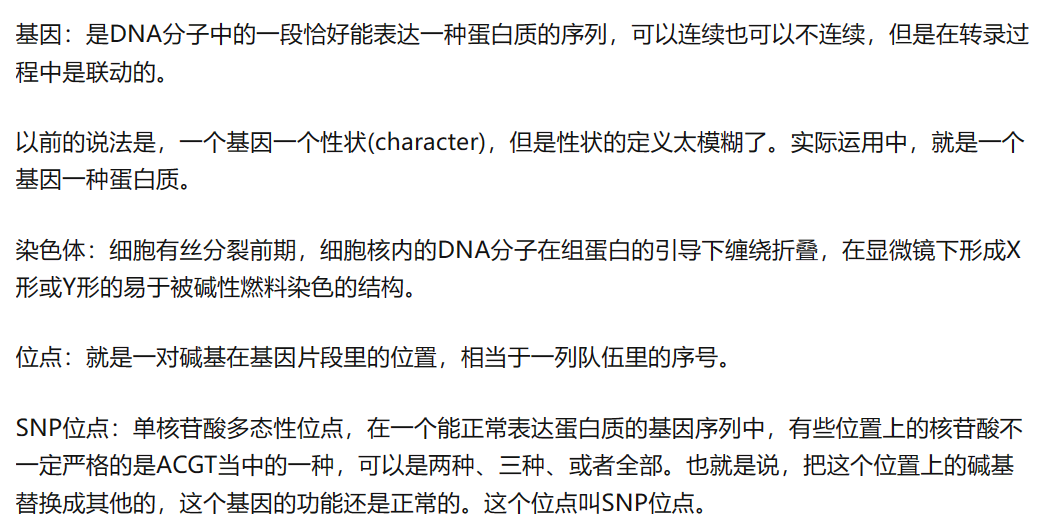 基因：是DNA分子中的一段恰好能表达一种蛋白质的序列，可以连续也可以不连续，但是在转录过
程中是联动的。
以前的说法是，一个基因一个性状(character)，但是性状的定义太模糊了。实际运用中，就是一个
基因一种蛋白质。
染色体：细胞有丝分裂前期，细胞核内的DNA分子在组蛋白的引导下缠绕折叠，在显微镜下形成X
形或Y形的易于被碱性燃料染色的结构。
位点：就是一对碱基在基因片段里的位置，相当于一列队伍里的序号。
SNP位点：单核苷酸多态性位点，在一个能正常表达蛋白质的基因序列中，有些位置上的核苷酸不
一定严格的是ACGT当中的一种，可以是两种、三种、或者全部。也就是说，把这个位置上的碱基
替换成其他的，这个基因的功能还是正常的。这个位点叫SNP位点。